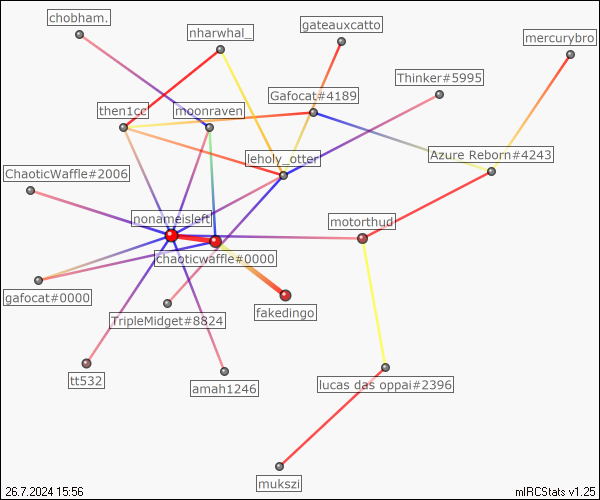 chobham.
nharwhal_
gateauxcatto
mercurybro
Thinker#5995
Gafocat#4189
then1cc
moonraven
leholy_otter
Azure Reborn#4243
ChaoticWaffle#2006
nonameisleft
motorthud
chaoticwaffle#0000
gafocat#0000
TripleMidget#8824
fakedingo
tt532
amah1246
lucas das oppai#2396
mukszi
26.7.2024 15:56
mIRCStats v1.25